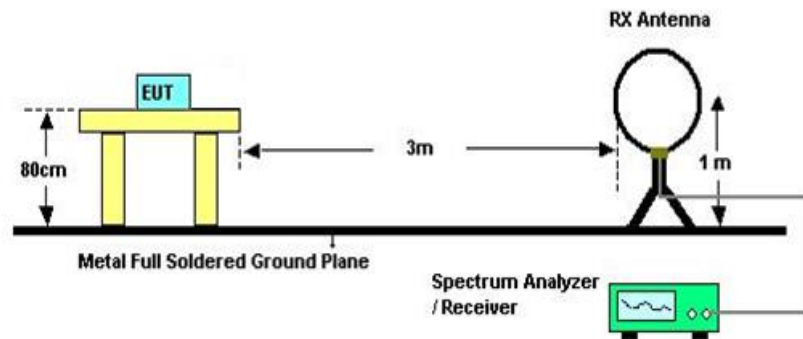 RX Antenna
EUT
80cm
3m
1 m
Metal Full Soldered Ground Plane
Spectrum Analyzer
/ Receiver